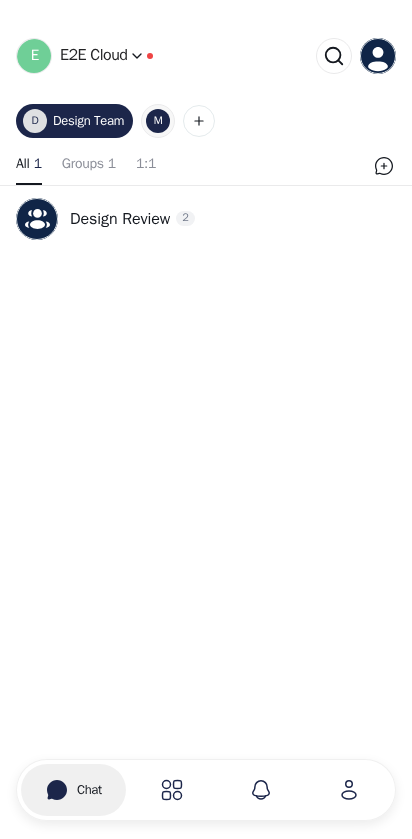 E E2E Cloud
D Design Team M
All 1 Groups 1 1:1
Design Review 2
Chat